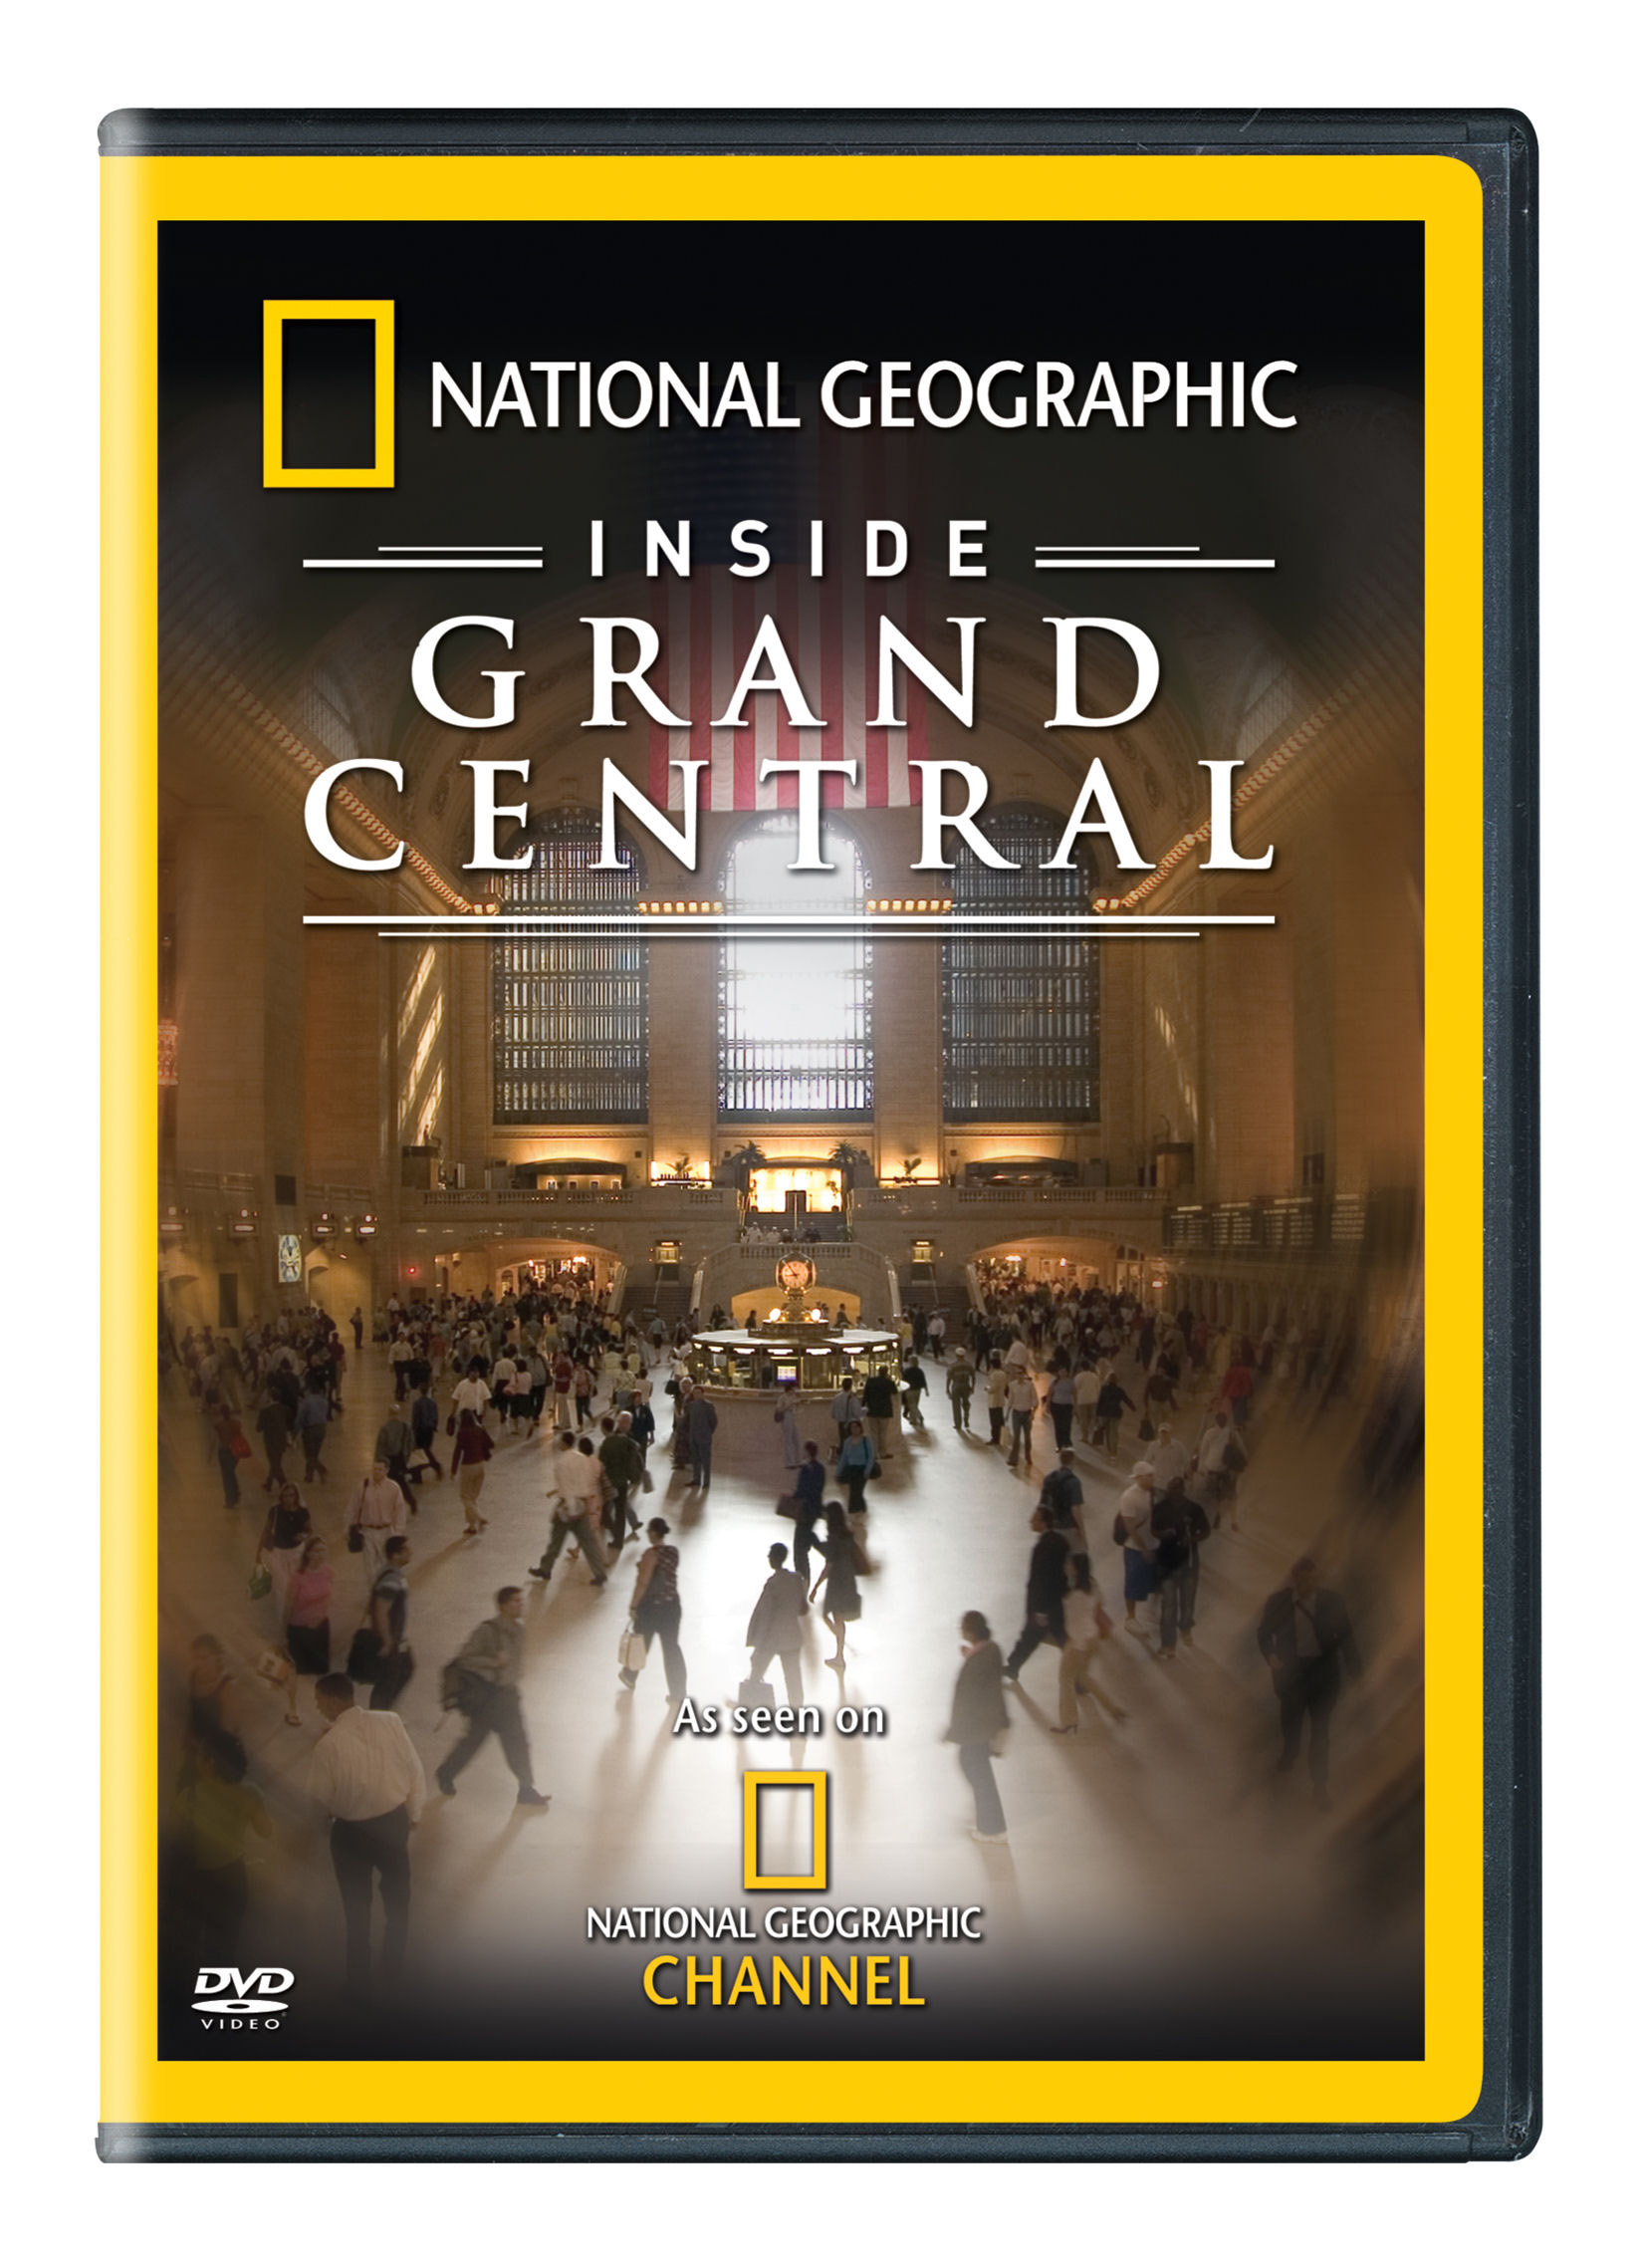 NATIONAL GEOGRAPHIC
INSIDE
GRAND
CENTRAL
As seen on
NATIONAL GEOGRAPHIC
CHANNEL
DVD
VIDEO